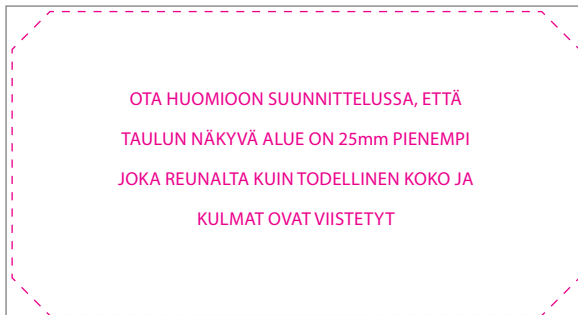 OTA HUOMIOON SUUNNITTELUSSA, ETTÄ
TAULUN NÄKYVÄ ALUE ON 25mm PIENEMPI
JOKA REUNALTA KUIN TODELLINEN KOKO JA
KULMAT OVAT VIISTETYT